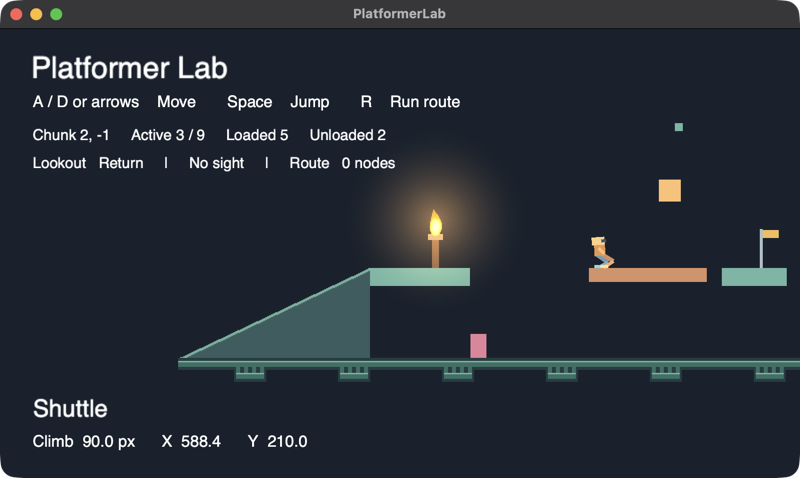 PlatformerLab
Platformer Lab
A / D or arrows Move Space Jump R Run route
Chunk 2, -1 Active 3 / 9 Loaded 5 Unloaded 2
Lookout Return | No sight | Route 0 nodes
Shuttle
Climb 90.0 px X 588.4 Y 210.0